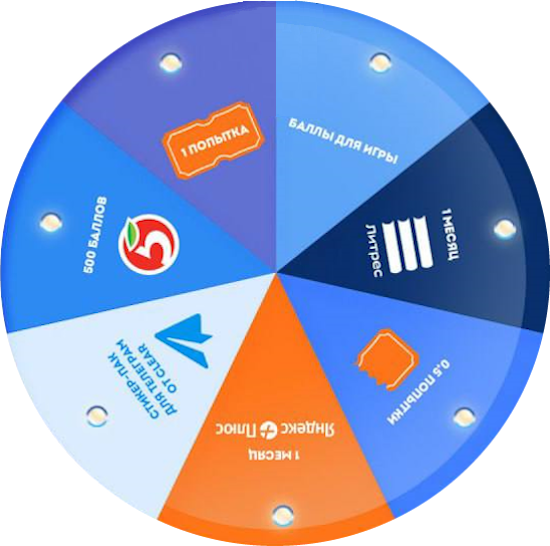 БАЛЛЫ ДЛЯ ИГРЫ
1 МЕСЯЦ
ЛИТРЕС
0,5 ПОПЫТКИ
1 МЕСЯЦ
Яндекс Плюс
СТИКЕР-ПАК
ДЛЯ ТЕЛЕГРАМ
ОТ CLEAR
500 БАЛЛОВ
5
1 ПОПЫТКА